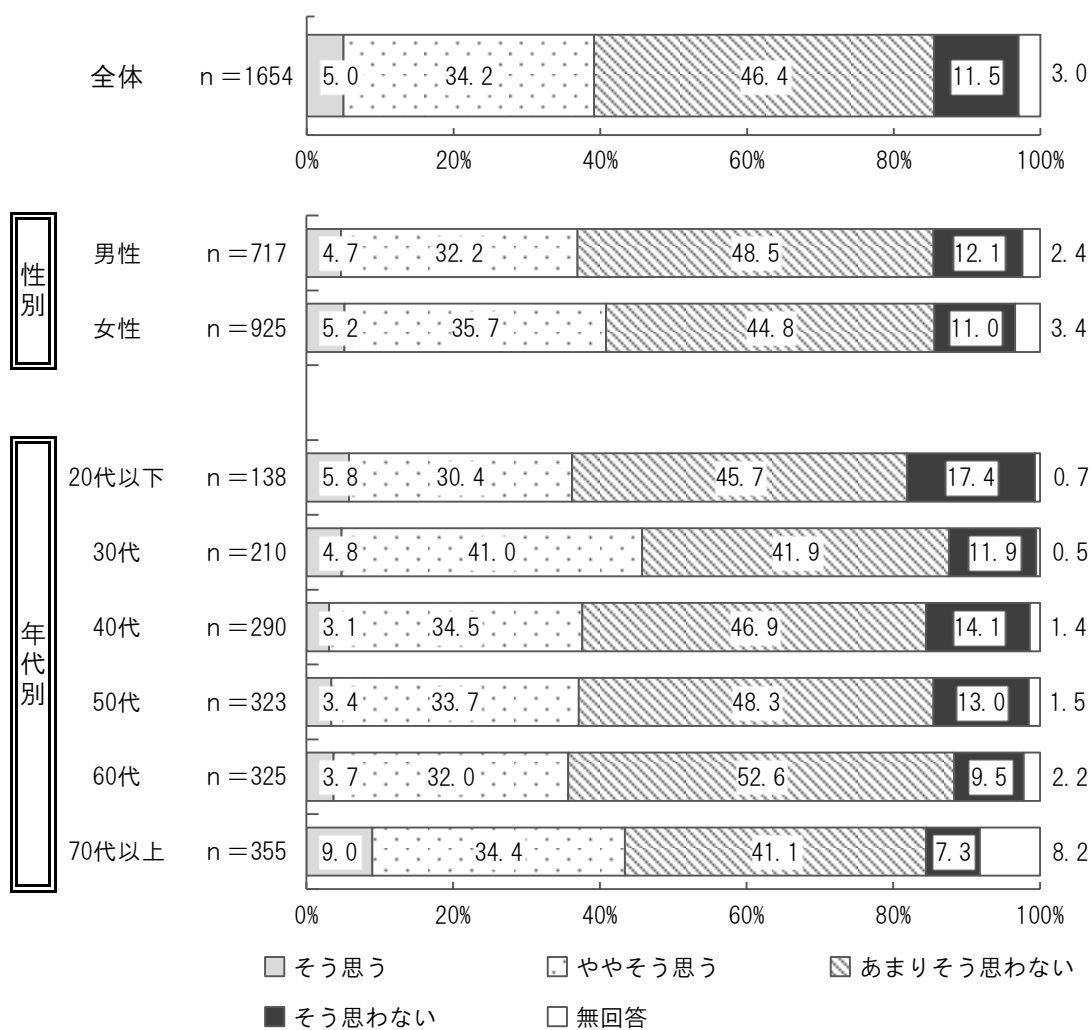 全体 n=1654 5.0 34.2 46.4 11.5 3.0
0% 20% 40% 60% 80% 100%
性別
男性 n=717 4.7 32.2 48.5 12.1 2.4
女性 n=925 5.2 35.7 44.8 11.0 3.4
年代別
20代以下 n=138 5.8 30.4 45.7 17.4 0.7
30代 n=210 4.8 41.0 41.9 11.9 0.5
40代 n=290 3.1 34.5 46.9 14.1 1.4
50代 n=323 3.4 33.7 48.3 13.0 1.5
60代 n=325 3.7 32.0 52.6 9.5 2.2
70代以上 n=355 9.0 34.4 41.1 7.3 8.2
0% 20% 40% 60% 80% 100%
そう思う ややそう思う あまりそう思わない
そう思わない 無回答